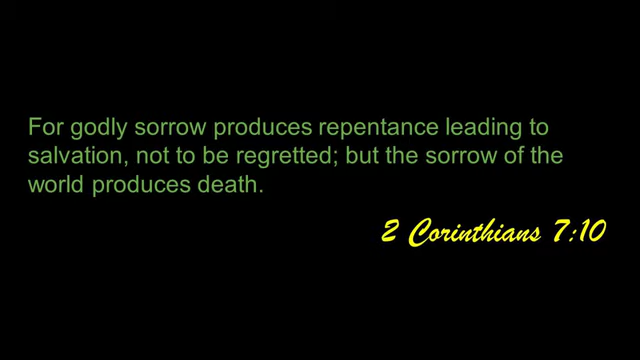 For godly sorrow produces repentance leading to
salvation, not to be regretted; but the sorrow of the
world produces death.
2 Corinthians 7:10